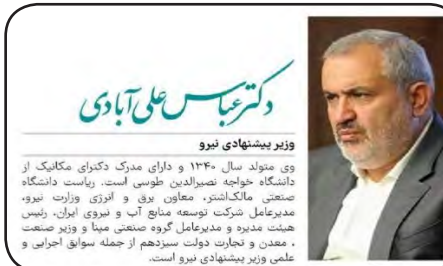 دکتر عباس علی‌آبادی
وزیر پیشنهادی نیرو
وی متولد سال ۱۳۴۰ و دارای مدرک دکترای مکانیک از
دانشگاه خواجه نصیرالدین طوسی است. ریاست دانشگاه
صنعتی مالک‌اشتر، معاون برق و انرژی وزارت نیرو،
مدیرعامل شرکت توسعه منابع آب و نیروی ایران، رئیس
هیئت مدیره و مدیرعامل گروه صنعتی مپنا و وزیر صنعت
، معدن و تجارت دولت سیزدهم از جمله سوابق اجرایی و
علمی وزیر پیشنهادی نیرو است.